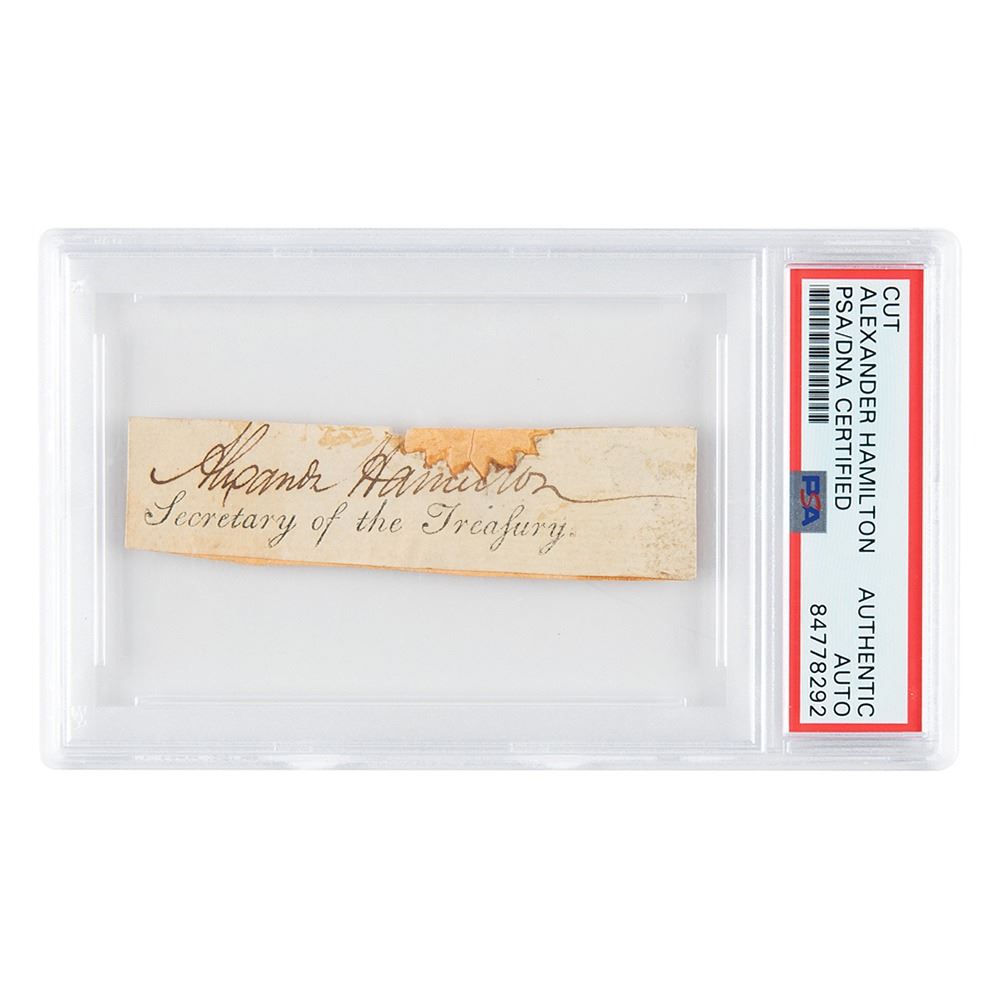 Alexander Hamilton
Secretary of the Treaſury.
CUT
ALEXANDER HAMILTON AUTHENTIC
PSA/DNA CERTIFIED AUTO
84778292
PSA